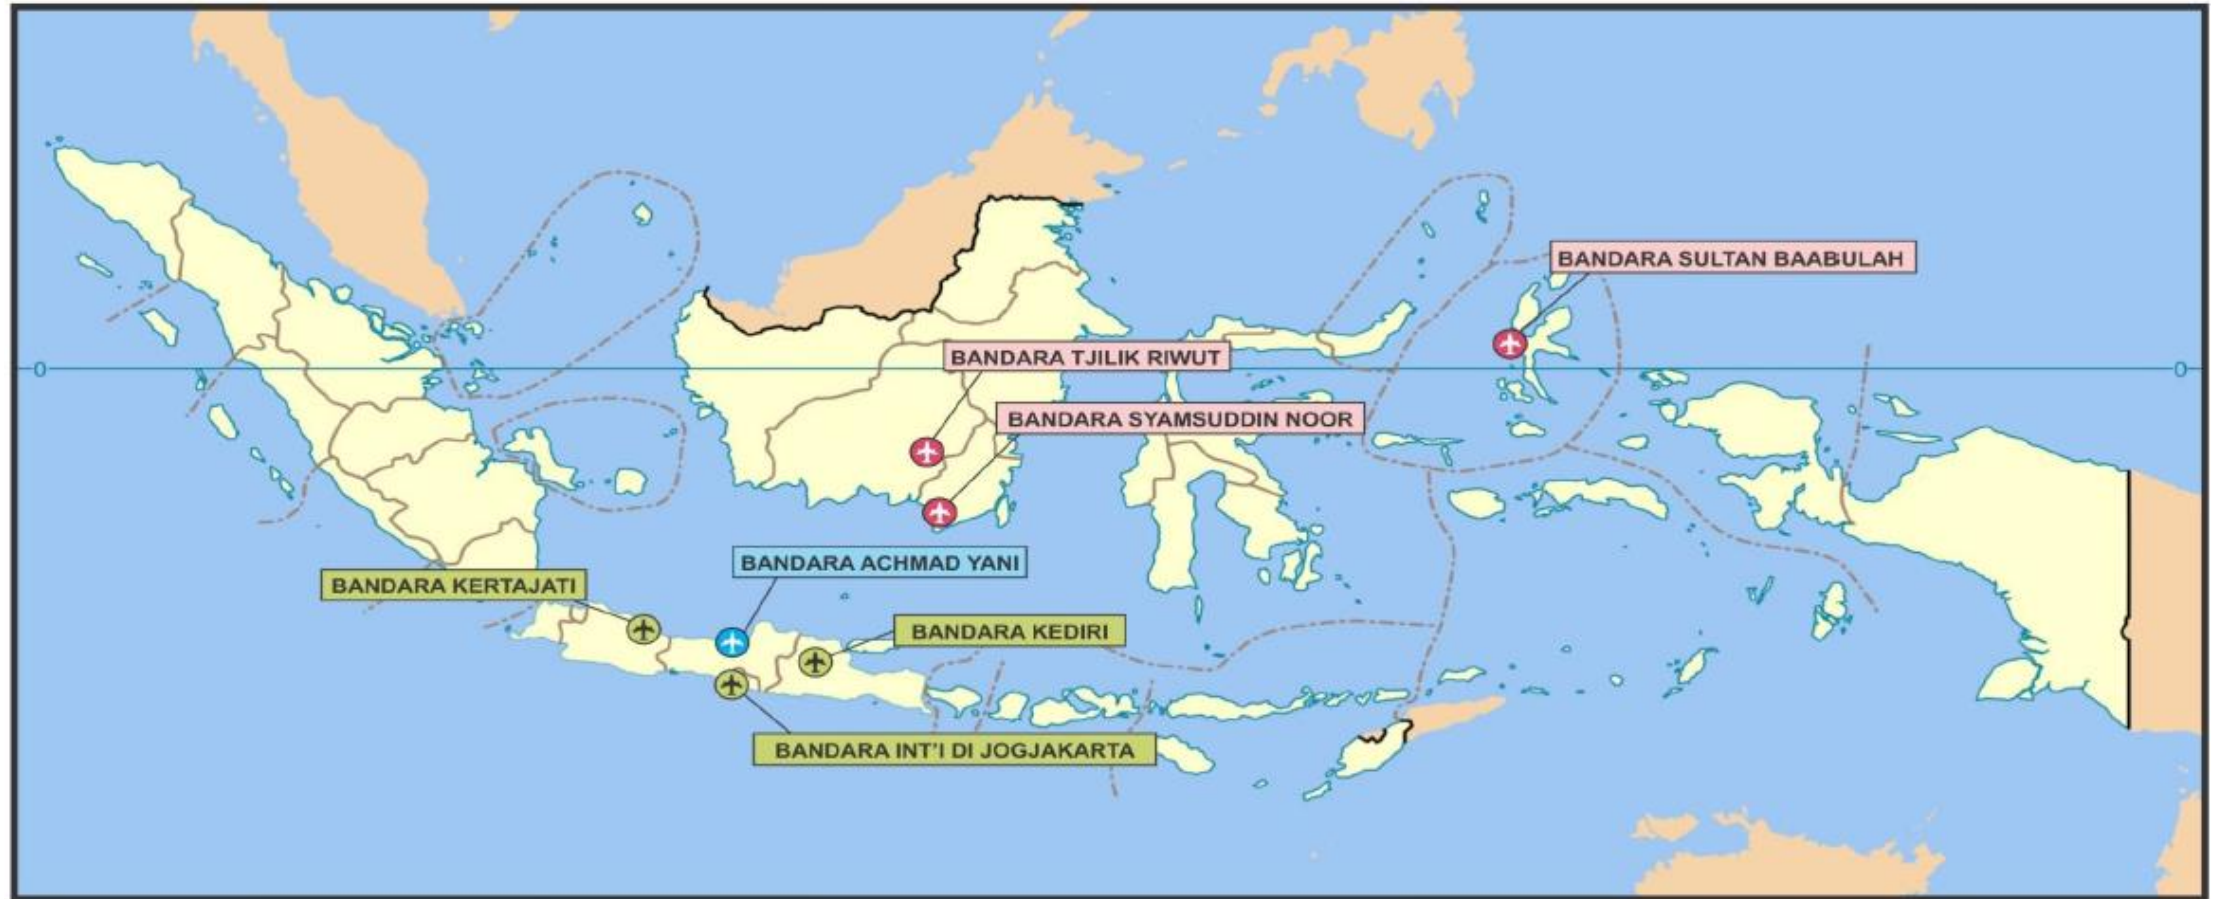 BANDARA SULTAN BAABULAH
BANDARA TJILIK RIWUT
0
0
BANDARA SYAMSUDDIN NOOR
BANDARA ACHMAD YANI
BANDARA KERTAJATI
BANDARA KEDIRI
BANDARA INT'I DI JOGJAKARTA